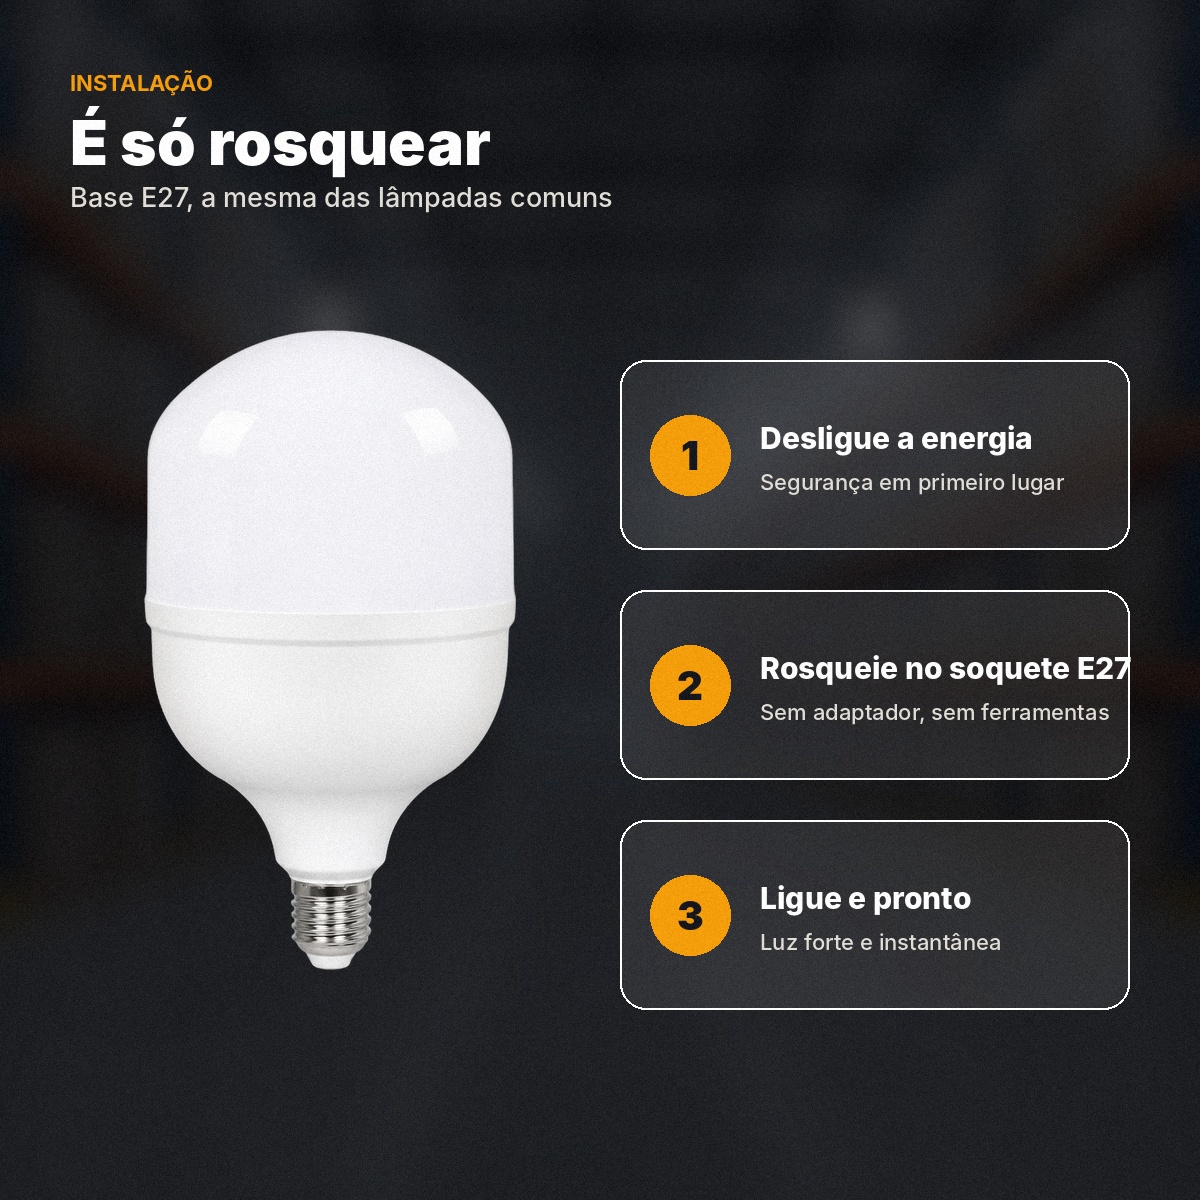 INSTALAÇÃO
É só rosquear
Base E27, a mesma das lâmpadas comuns
1
Desligue a energia
Segurança em primeiro lugar
2
Rosqueie no soquete E27
Sem adaptador, sem ferramentas
3
Ligue e pronto
Luz forte e instantânea